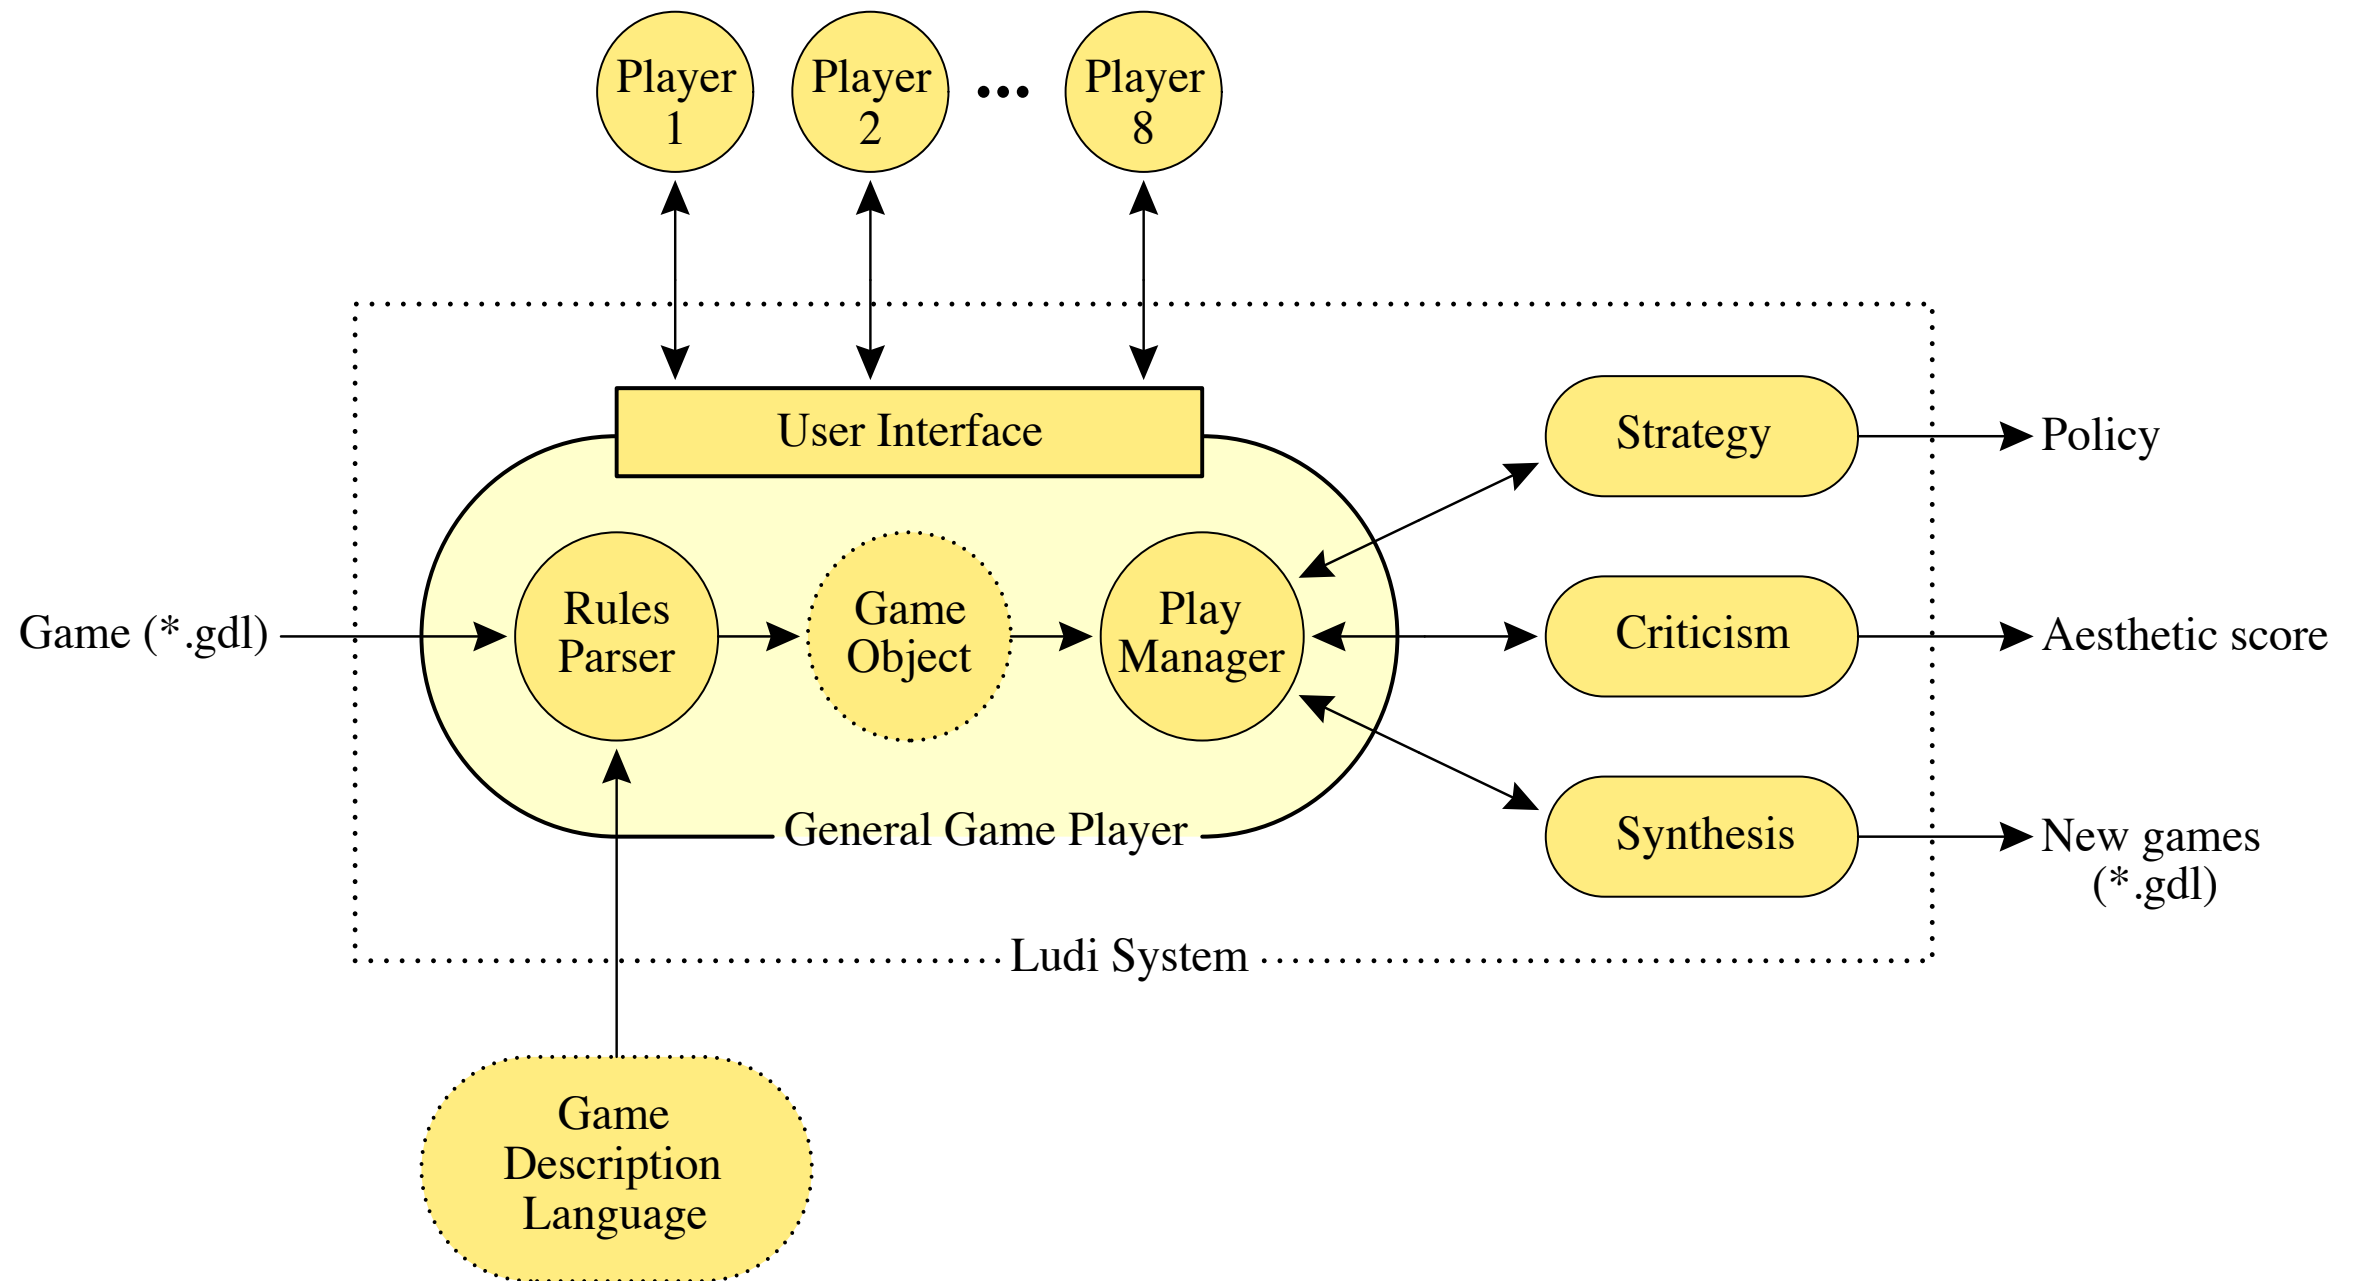 Player
1
Player
2
...
Player
8
User Interface
Strategy
Policy
Game (*.gdl)
Rules
Parser
Game
Object
Play
Manager
Criticism
Aesthetic score
General Game Player
Synthesis
New games
(*.gdl)
Ludi System
Game
Description
Language